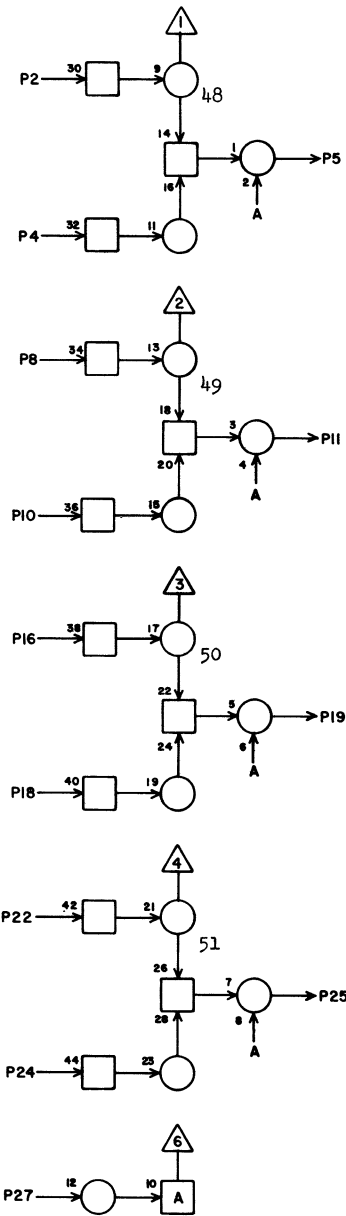 1
P2 30 9 48
14 1 P5
16 2
P4 32 11 A
2
P8 34 13 49
18 3 P11
20 4
P10 36 15 A
3
P16 38 17 50
22 5 P19
24 6
P18 40 19 A
4
P22 42 21 51
26 7 P25
28 8
P24 44 23 A
6
P27 12 10 A